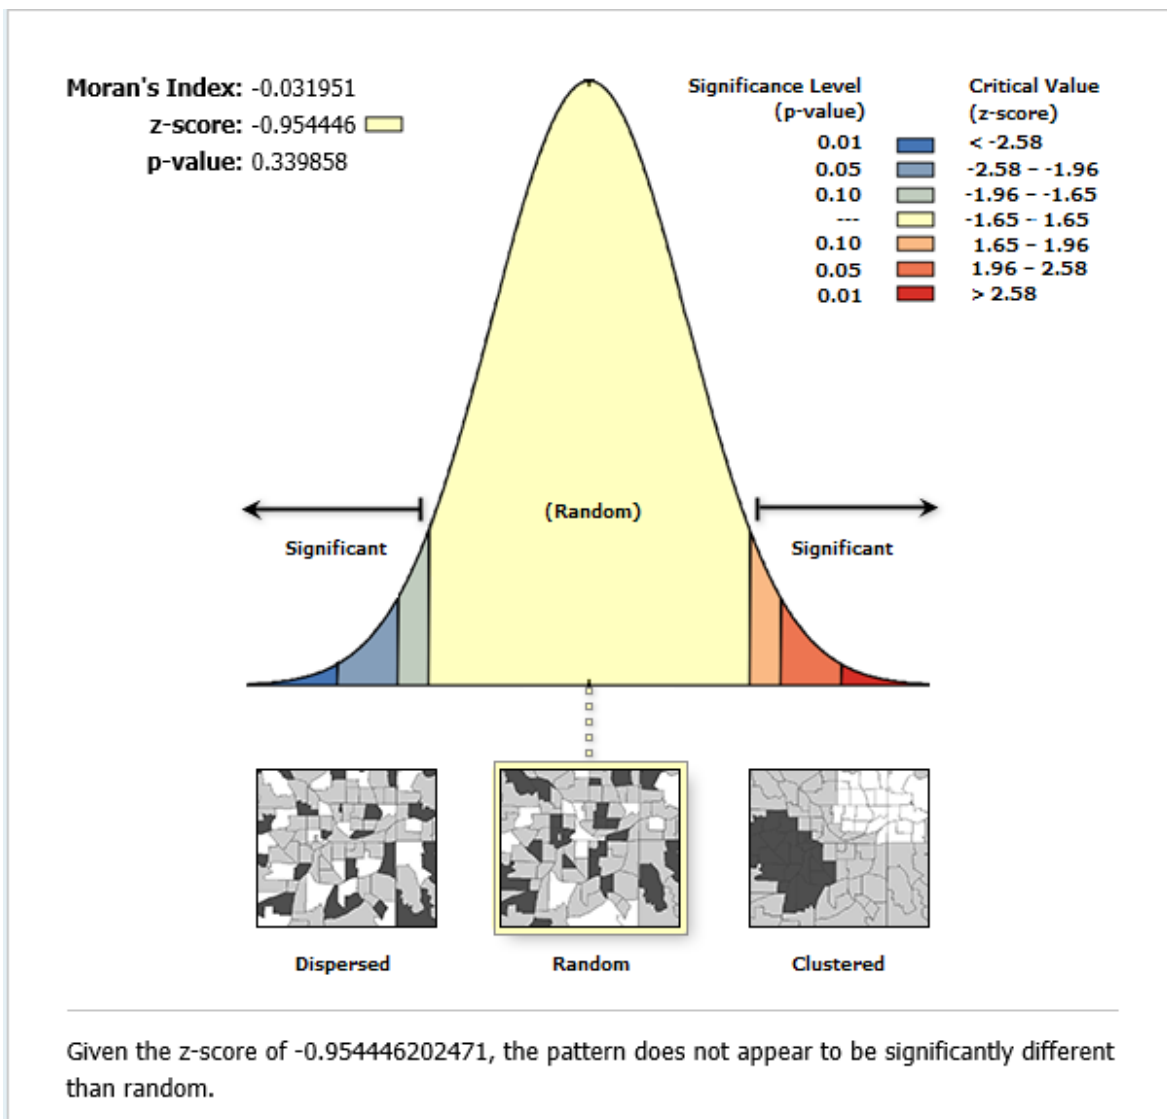 Moran's Index: -0.031951
z-score: -0.954446
p-value: 0.339858
Significance Level
(p-value)
Critical Value
(z-score)
0.01 < -2.58
0.05 -2.58 – -1.96
0.10 -1.96 – -1.65
--- -1.65 – 1.65
0.10 1.65 – 1.96
0.05 1.96 – 2.58
0.01 > 2.58
(Random)
Significant
Significant
Dispersed
Random
Clustered
Given the z-score of -0.954446202471, the pattern does not appear to be significantly different
than random.